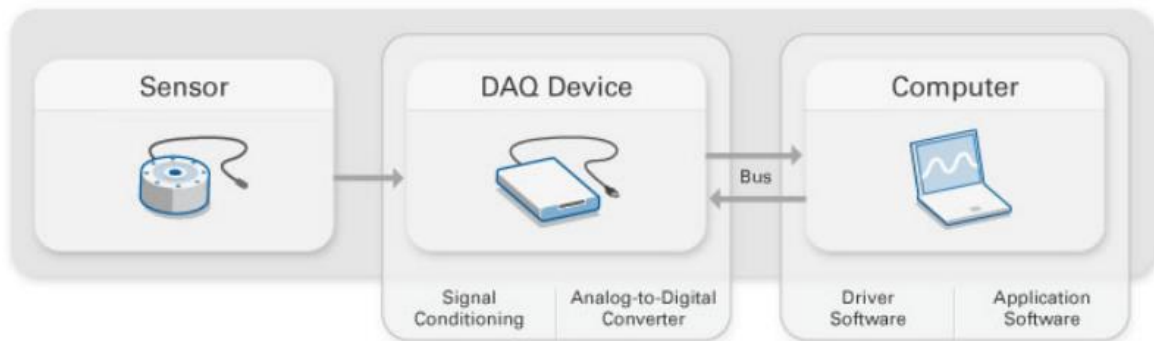 Sensor
DAQ Device
Computer
Bus
Signal
Conditioning
Analog-to-Digital
Converter
Driver
Software
Application
Software